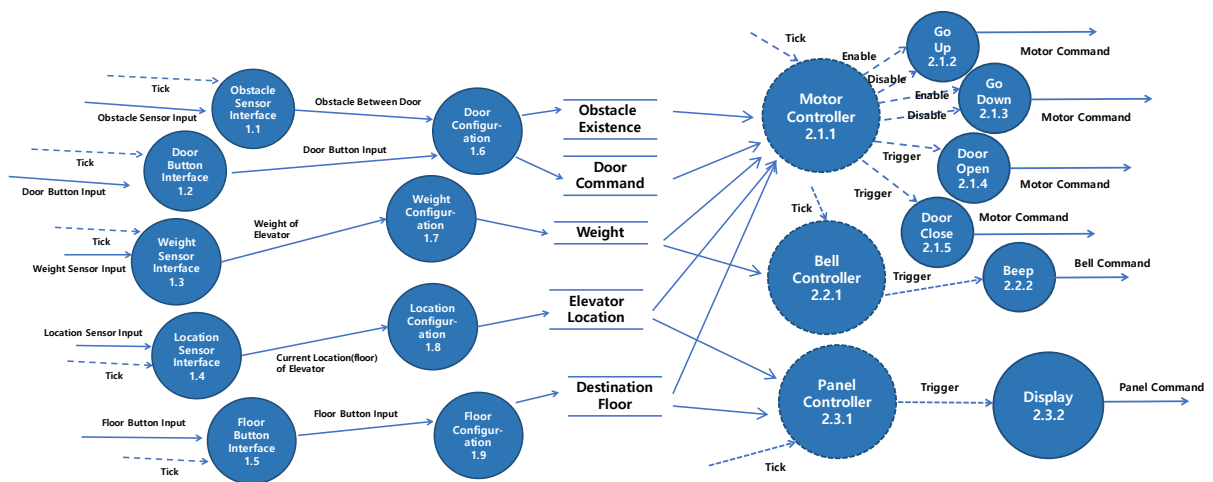 Tick
Obstacle Sensor Input
Obstacle
Sensor
Interface
1.1
Obstacle Between Door
Tick
Door Button Input
Door
Button
Interface
1.2
Door Button Input
Door
Configur-
ation
1.6
Obstacle
Existence
Door
Command
Tick
Weight Sensor Input
Weight
Sensor
Interface
1.3
Weight of
Elevator
Weight
Configur-
ation
1.7
Weight
Location Sensor Input
Tick
Location
Sensor
Interface
1.4
Current Location(floor)
of Elevator
Location
Configur-
ation
1.8
Elevator
Location
Floor Button Input
Tick
Floor
Button
Interface
1.5
Floor Button Input
Floor
Configur-
ation
1.9
Destination
Floor
Tick
Motor
Controller
2.1.1
Enable
Disable
Go
Up
2.1.2
Motor Command
Enable
Disable
Go
Down
2.1.3
Motor Command
Trigger
Door
Open
2.1.4
Motor Command
Trigger
Door
Close
2.1.5
Motor Command
Tick
Bell
Controller
2.2.1
Trigger
Beep
2.2.2
Bell Command
Panel
Controller
2.3.1
Tick
Trigger
Display
2.3.2
Panel Command